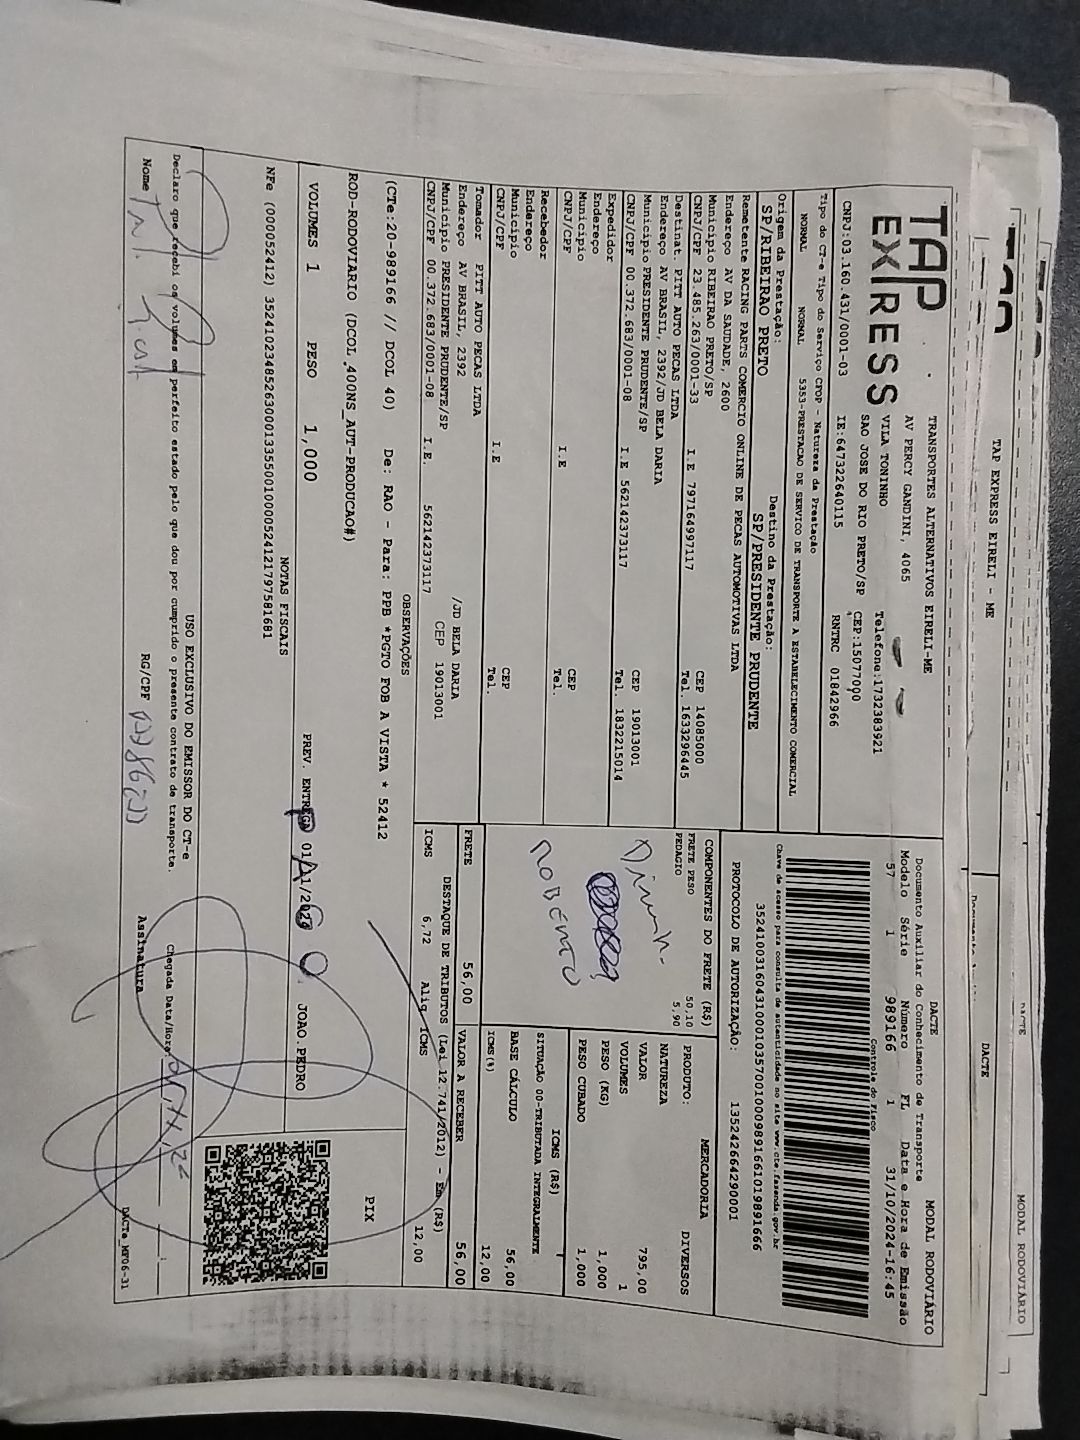 TAP EXPRESS EIRELI - ME
DACTE
DACTE
MODAL RODOVIÁRIO
TAP
EXPRESS
TRANSPORTES ALTERNATIVOS EIRELI-ME
AV PERCY GANDINI, 4065
VILA TONINHO
SAO JOSE DO RIO PRETO/SP
Telefone:1732383921
CEP:15077000
CNPJ:03.160.431/0001-03 IE:647322640115 RNTRC 01842966
DACTE MODAL RODOVIÁRIO
Documento Auxiliar do Conhecimento de Transporte
Modelo Série Número FL Data e Hora de Emissão
57 1 989166 1 31/10/2024-16:45
Controle do Fisco
Chave de acesso para consulta de autenticidade no site www.cte.fazenda.gov.br
35241003160431000103570010009891661019891666
PROTOCOLO DE AUTORIZAÇÃO: 135242664290001
Tipo do CT-e Tipo do Serviço CFOP - Natureza da Prestação
NORMAL NORMAL 5353-PRESTACAO DE SERVICO DE TRANSPORTE A ESTABELECIMENTO COMERCIAL
Origem da Prestação: Destino da Prestação:
SP/RIBEIRAO PRETO SP/PRESIDENTE PRUDENTE
Remetente RACING PARTS COMERCIO ONLINE DE PECAS AUTOMOTIVAS LTDA
Endereço AV DA SAUDADE, 2600
Município RIBEIRAO PRETO/SP CEP 14085000
CNPJ/CPF 23.485.263/0001-33 I.E 797164997117 Tel. 1633296445
Destinat. PITT AUTO PECAS LTDA
Endereço AV BRASIL, 2392/JD BELA DARIA
Município PRESIDENTE PRUDENTE/SP CEP 19013001
CNPJ/CPF 00.372.683/0001-08 I.E 562142373117 Tel. 1832215014
Expedidor
Endereço
Município CEP
CNPJ/CPF I.E Tel.
Recebedor
Endereço
Município CEP
CNPJ/CPF I.E Tel.
Tomador PITT AUTO PECAS LTDA
Endereço AV BRASIL, 2392 /JD BELA DARIA
Município PRESIDENTE PRUDENTE/SP CEP 19013001
CNPJ/CPF 00.372.683/0001-08 I.E. 562142373117
COMPONENTES DO FRETE (R$)
FRETE PESO 50,10
PEDAGIO 5,90
ROBERTO
MERCADORIA
PRODUTO: DIVERSOS
NATUREZA
VALOR 795,00
VOLUMES 1
PESO (KG) 1,000
PESO CUBADO 1,000
ICMS (R$)
SITUAÇÃO 00-TRIBUTADA INTEGRALMENTE
BASE CÁLCULO 56,00
ICMS(%) 12,00
FRETE 56,00 VALOR A RECEBER 56,00
DESTAQUE DE TRIBUTOS (Lei 12.741/2012) - Em (R$)
ICMS 6,72 Aliq ICMS 12,00
OBSERVAÇÕES
(CTe:20-989166 // DCOL 40) De: RAO - Para: PPB *PGTO FOB A VISTA * 52412
ROD-RODOVIARIO (DCOL.400NS_AUT-PRODUCAO#)
PIX
VOLUMES 1 PESO 1,000 PREV. ENTREGA 01/11/2024 JOAO.PEDRO
NOTAS FISCAIS
NFe (000052412) 35241023485263000133550010000524121797581681
USO EXCLUSIVO DO EMISSOR DO CT-e
Declaro que recebi os volumes em perfeito estado pelo que dou por cumprido o presente contrato de transporte.
Chegada Data/Hora:
Nome RG/CPF Assinatura
DACTe_MF06-31